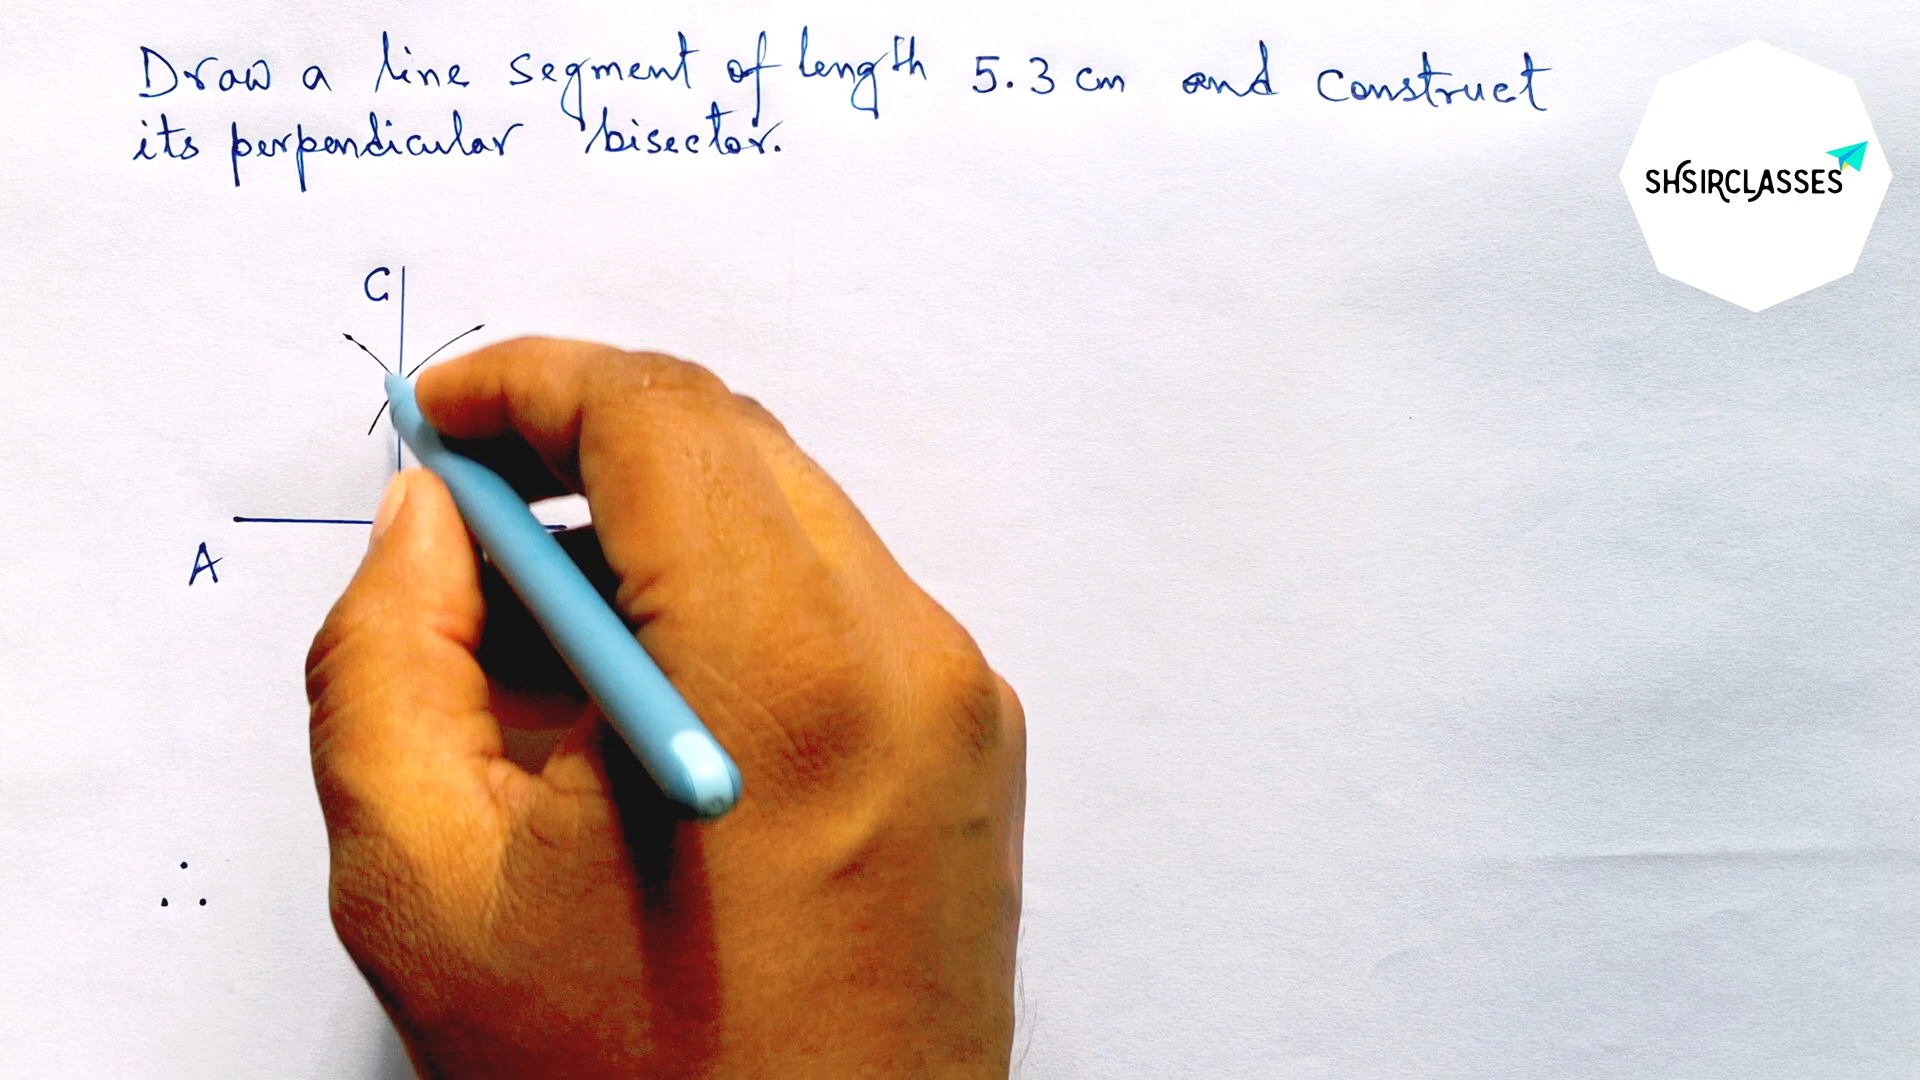 Draw a line segment of length 5.3 cm and construct
its perpendicular bisector.
SHSIRCLASSES
C
A
∴